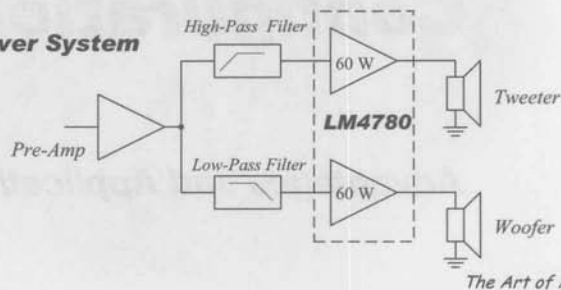 High-Pass Filter
ver System
60 W
LM4780
Tweeter
Pre-Amp
Low-Pass Filter
60 W
Woofer
The Art of